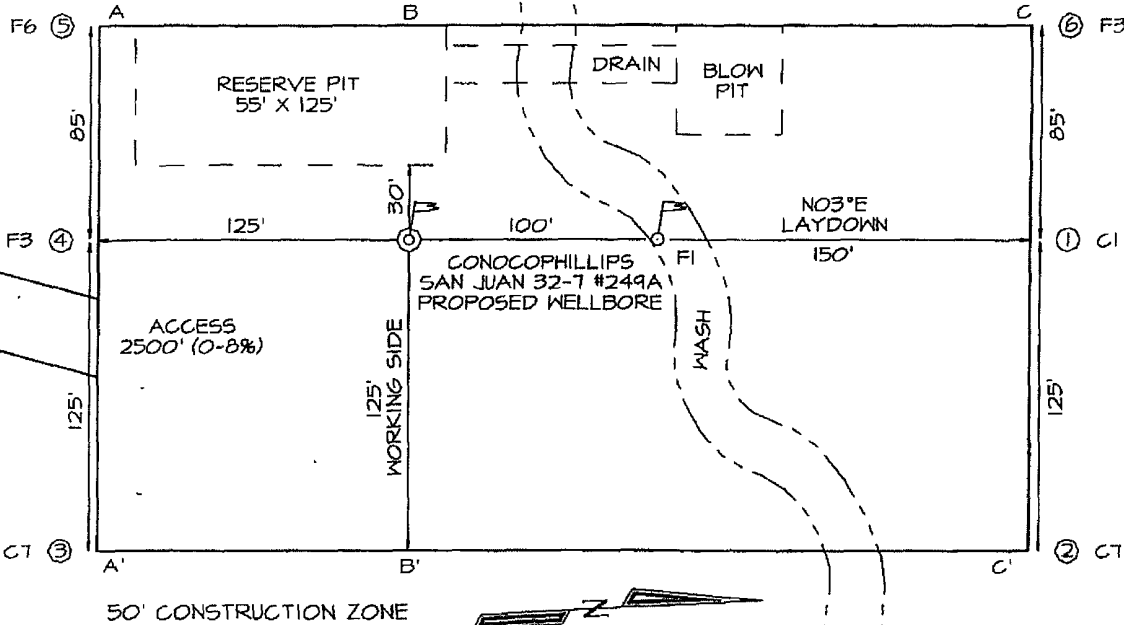 A B C
F6 ⑤ ⑥ F3
RESERVE PIT
55' X 125'
DRAIN
BLOW
PIT
85' 85'
30'
N03°E
LAYDOWN
F3 ④ 125' 100' 150' ① C1
F1
CONOCOPHILLIPS
SAN JUAN 32-7 #249A
PROPOSED WELLBORE
ACCESS
2500' (0-8%)
WASH
125' 125' 125'
WORKING SIDE
C7 ③ ② C7
A' B' C'
50' CONSTRUCTION ZONE
N